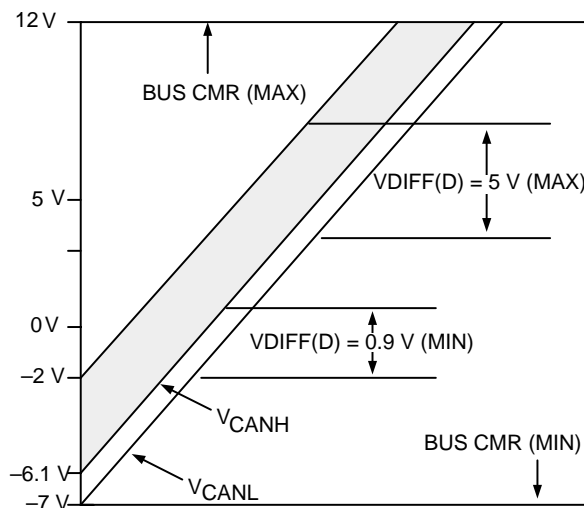 12 V
BUS CMR (MAX)
VDIFF(D) = 5 V (MAX)
5 V
0 V
VDIFF(D) = 0.9 V (MIN)
–2 V
VCANH
BUS CMR (MIN)
–6.1 V
VCANL
–7 V